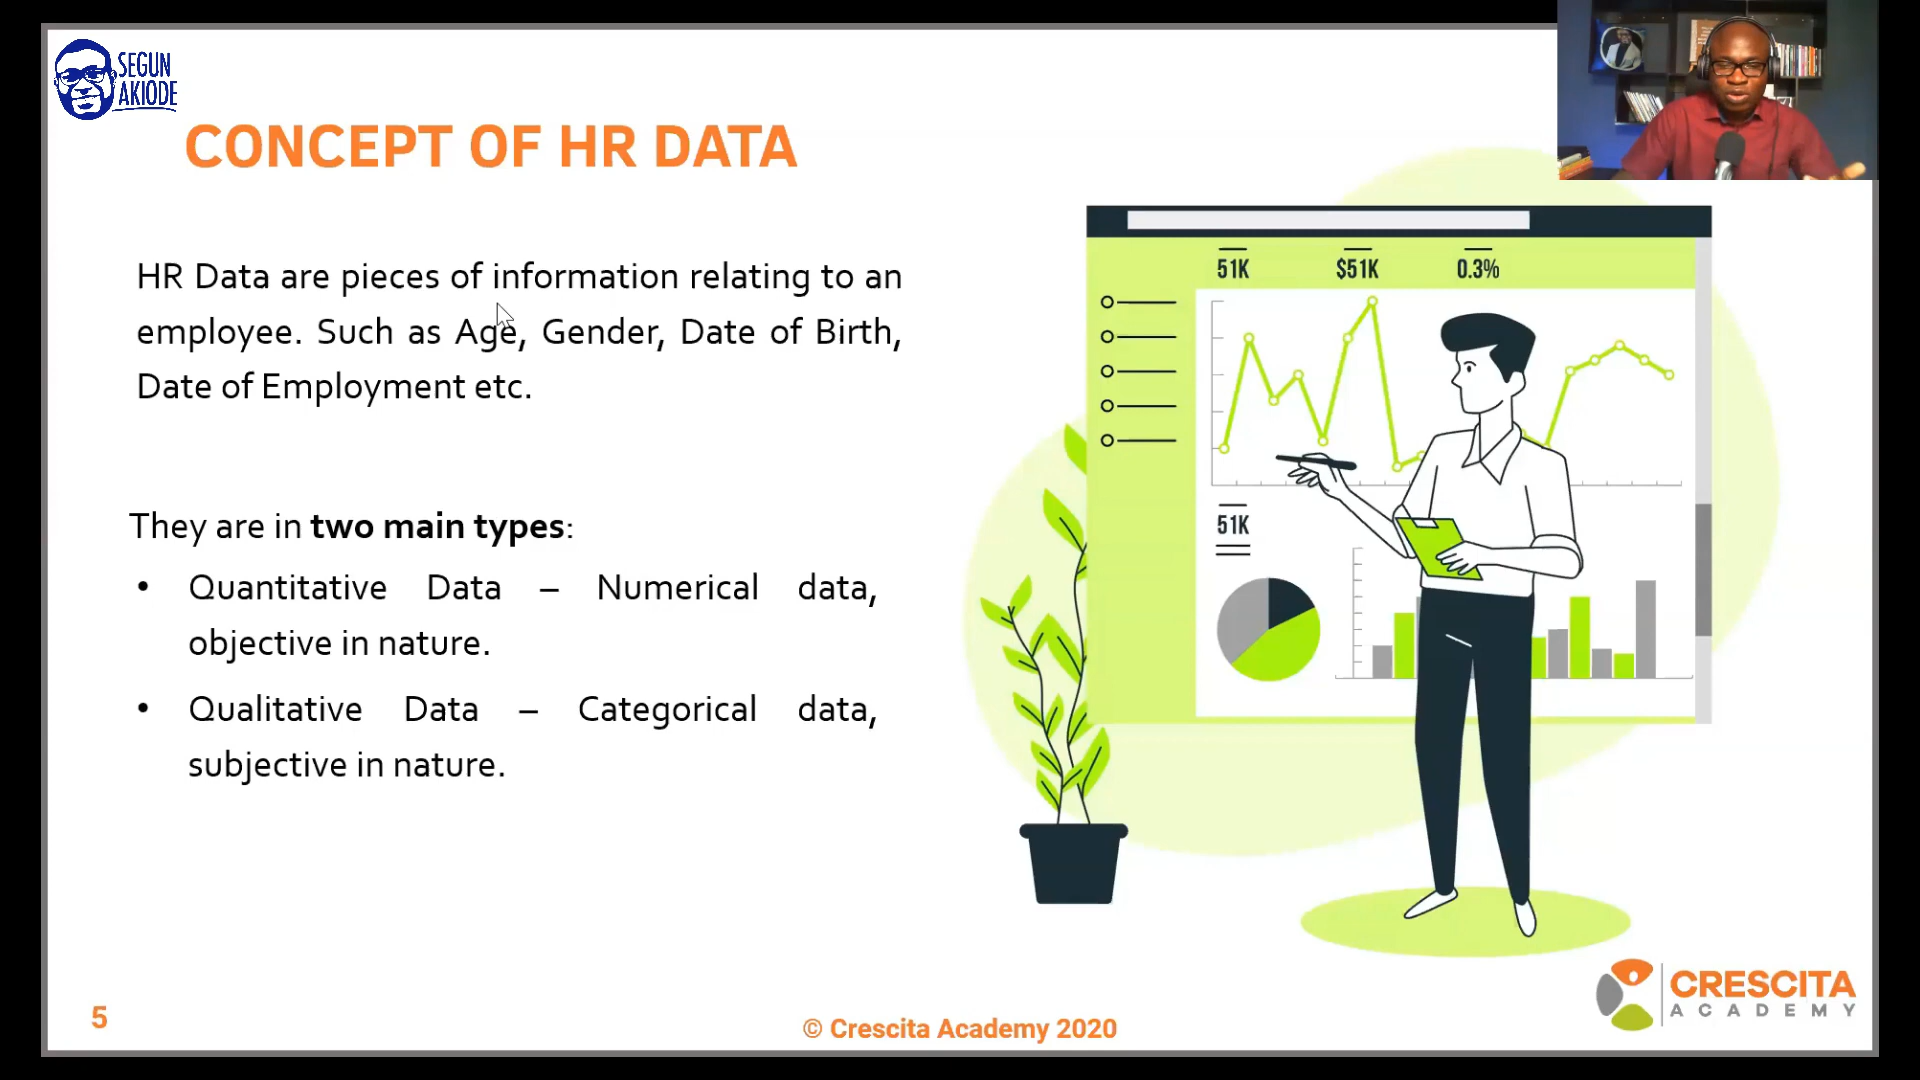 SEGUN
AKIODE
CONCEPT OF HR DATA
HR Data are pieces of information relating to an
employee. Such as Age, Gender, Date of Birth,
Date of Employment etc.
They are in two main types:
• Quantitative Data – Numerical data,
objective in nature.
• Qualitative Data – Categorical data,
subjective in nature.
51K
$51K
0.3%
51K
5
© Crescita Academy 2020
CRESCITA
ACADEMY